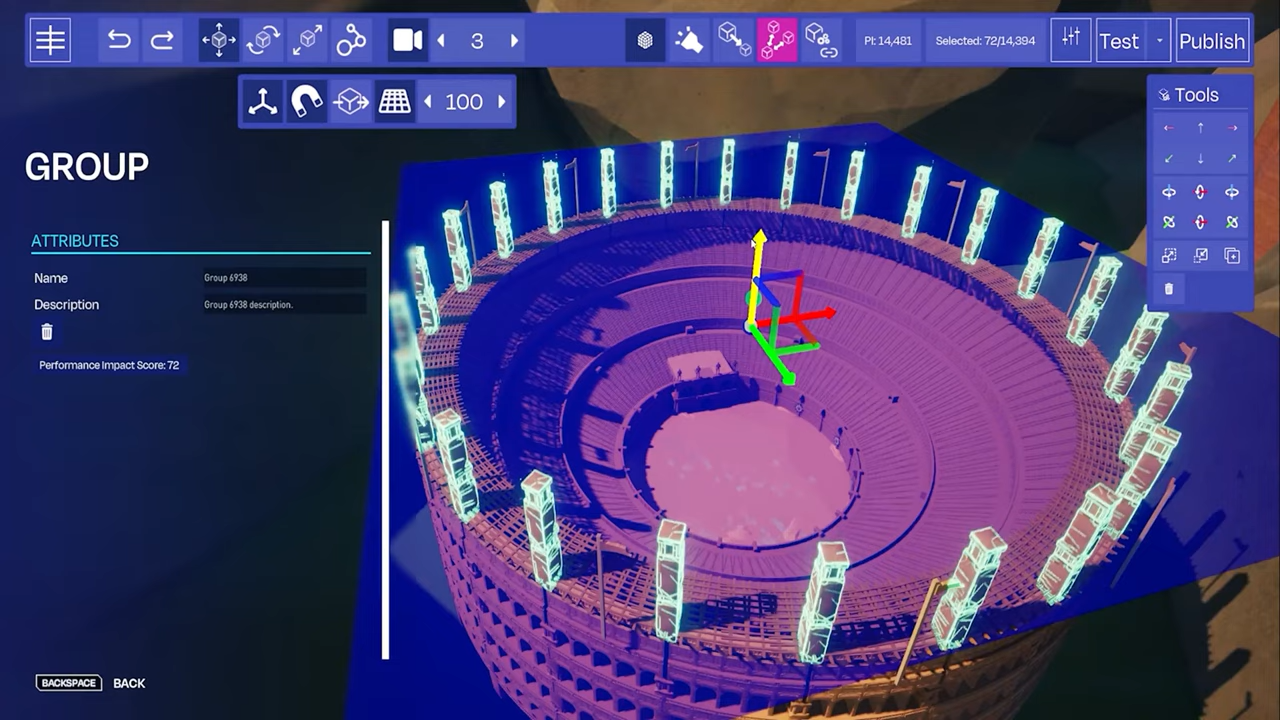 3
PI: 14,481
Selected: 72/14,394
Test
Publish
100
Tools
GROUP
ATTRIBUTES
Name
Group 6938
Description
Group 6938 description.
Performance Impact Score: 72
BACKSPACE BACK